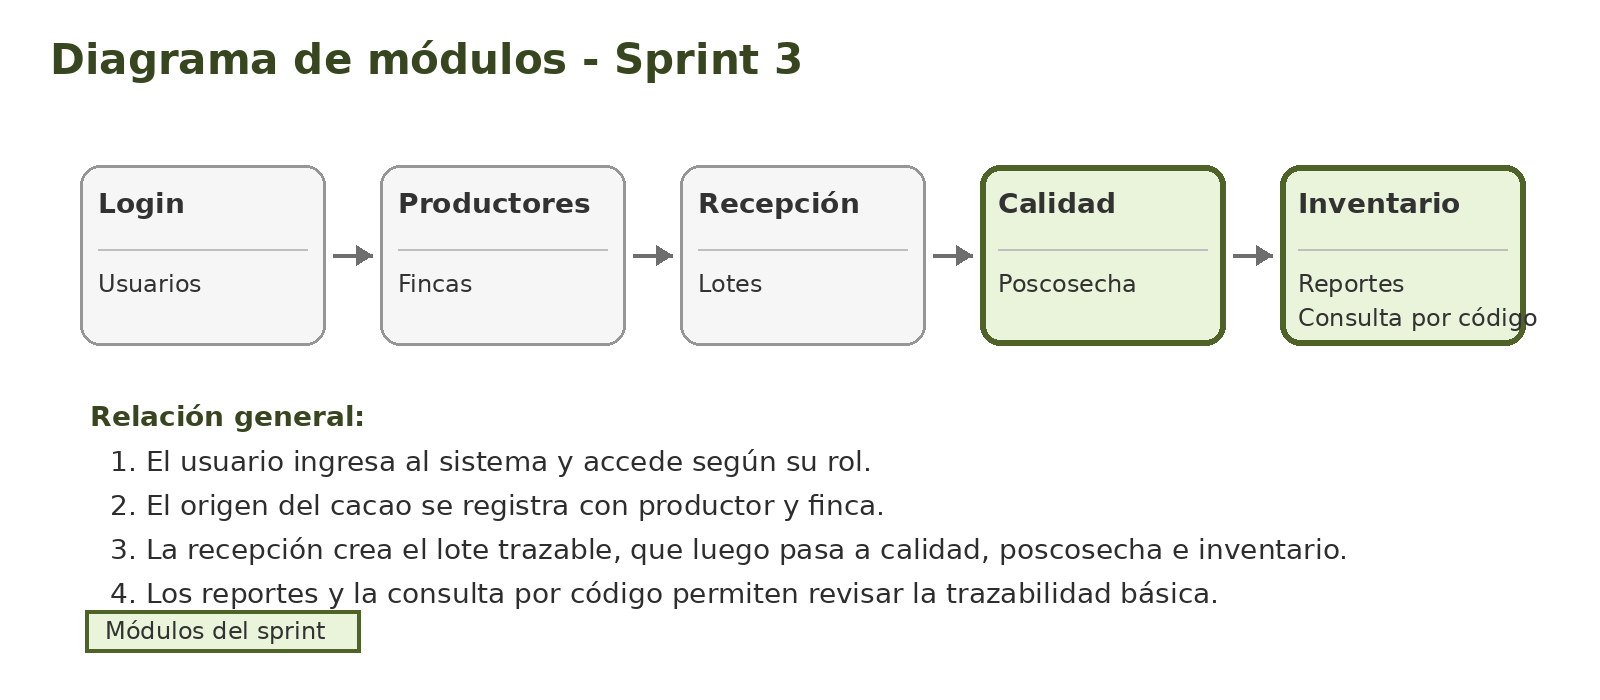 Diagrama de módulos - Sprint 3
Login
Usuarios
Productores
Fincas
Recepción
Lotes
Calidad
Poscosecha
Inventario
Reportes
Consulta por código
Relación general:
1. El usuario ingresa al sistema y accede según su rol.
2. El origen del cacao se registra con productor y finca.
3. La recepción crea el lote trazable, que luego pasa a calidad, poscosecha e inventario.
4. Los reportes y la consulta por código permiten revisar la trazabilidad básica.
Módulos del sprint